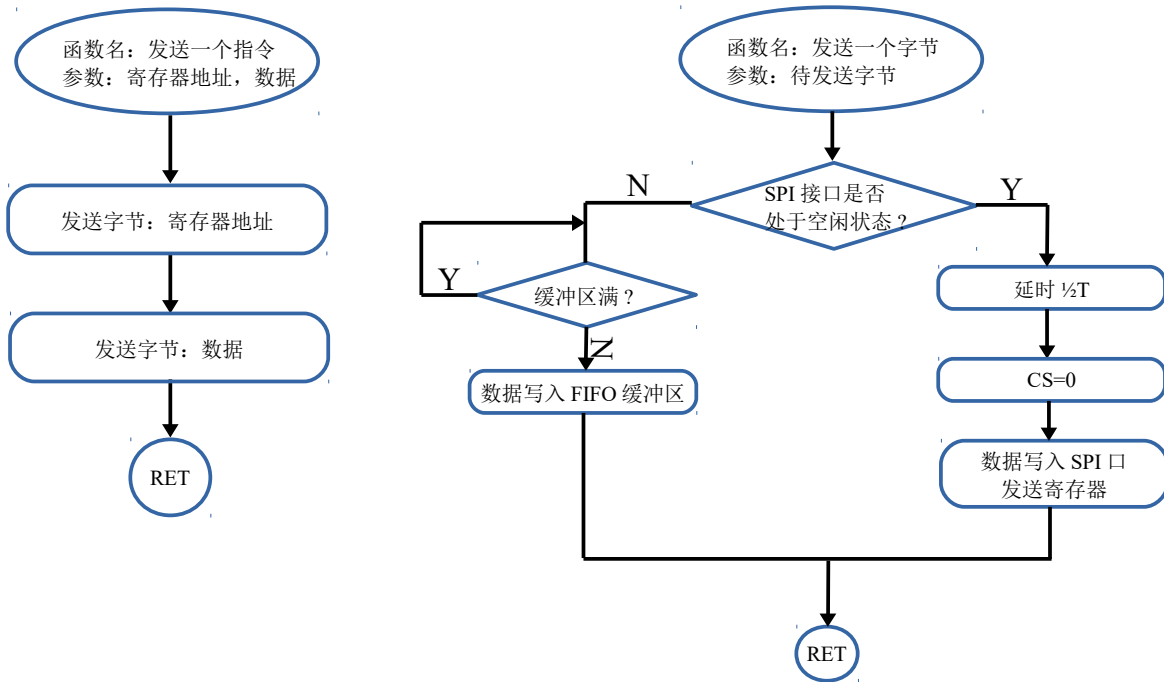 函数名：发送一个指令
参数：寄存器地址，数据
发送字节：寄存器地址
发送字节：数据
RET
函数名：发送一个字节
参数：待发送字节
SPI 接口是否
处于空闲状态？
N
Y
缓冲区满？
Y
N
数据写入 FIFO 缓冲区
延时 ½T
CS=0
数据写入 SPI 口
发送寄存器
RET